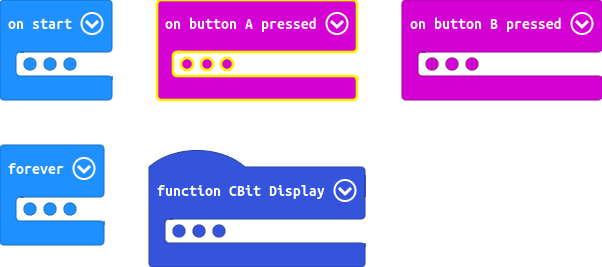 on start
on button A pressed
on button B pressed
forever
function CBit Display